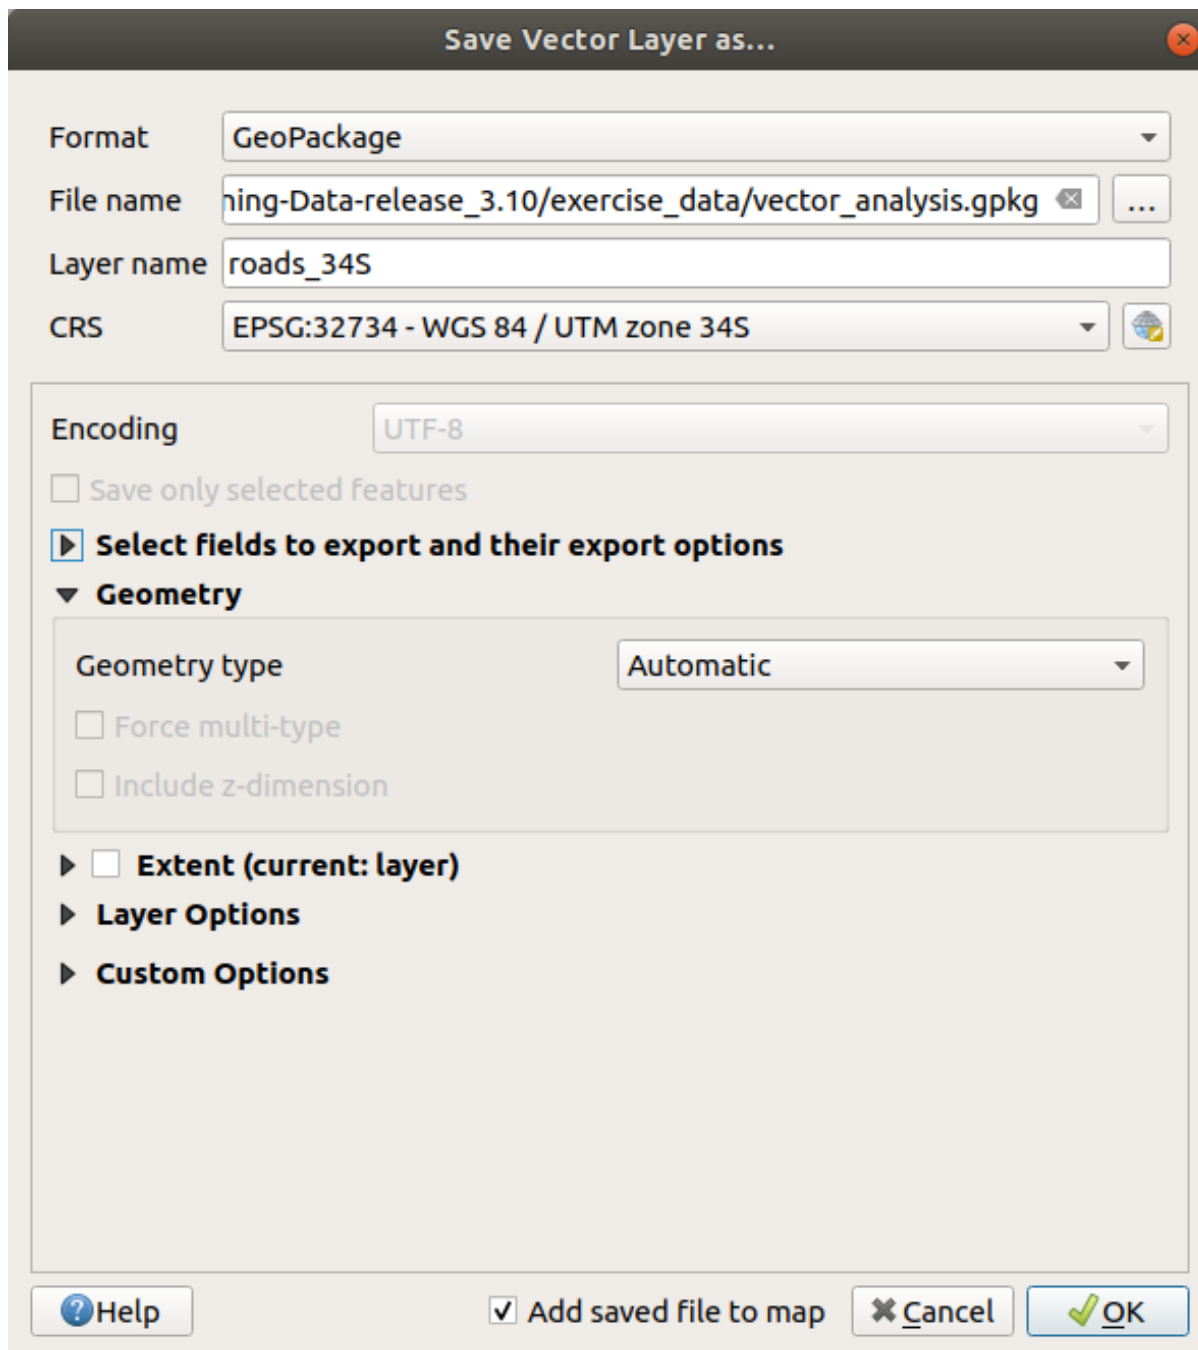 Save Vector Layer as...
Format GeoPackage
File name ning-Data-release_3.10/exercise_data/vector_analysis.gpkg ...
Layer name roads_34S
CRS EPSG:32734 - WGS 84 / UTM zone 34S
Encoding UTF-8
Save only selected features
Select fields to export and their export options
Geometry
Geometry type Automatic
Force multi-type
Include z-dimension
Extent (current: layer)
Layer Options
Custom Options
Help Add saved file to map Cancel OK